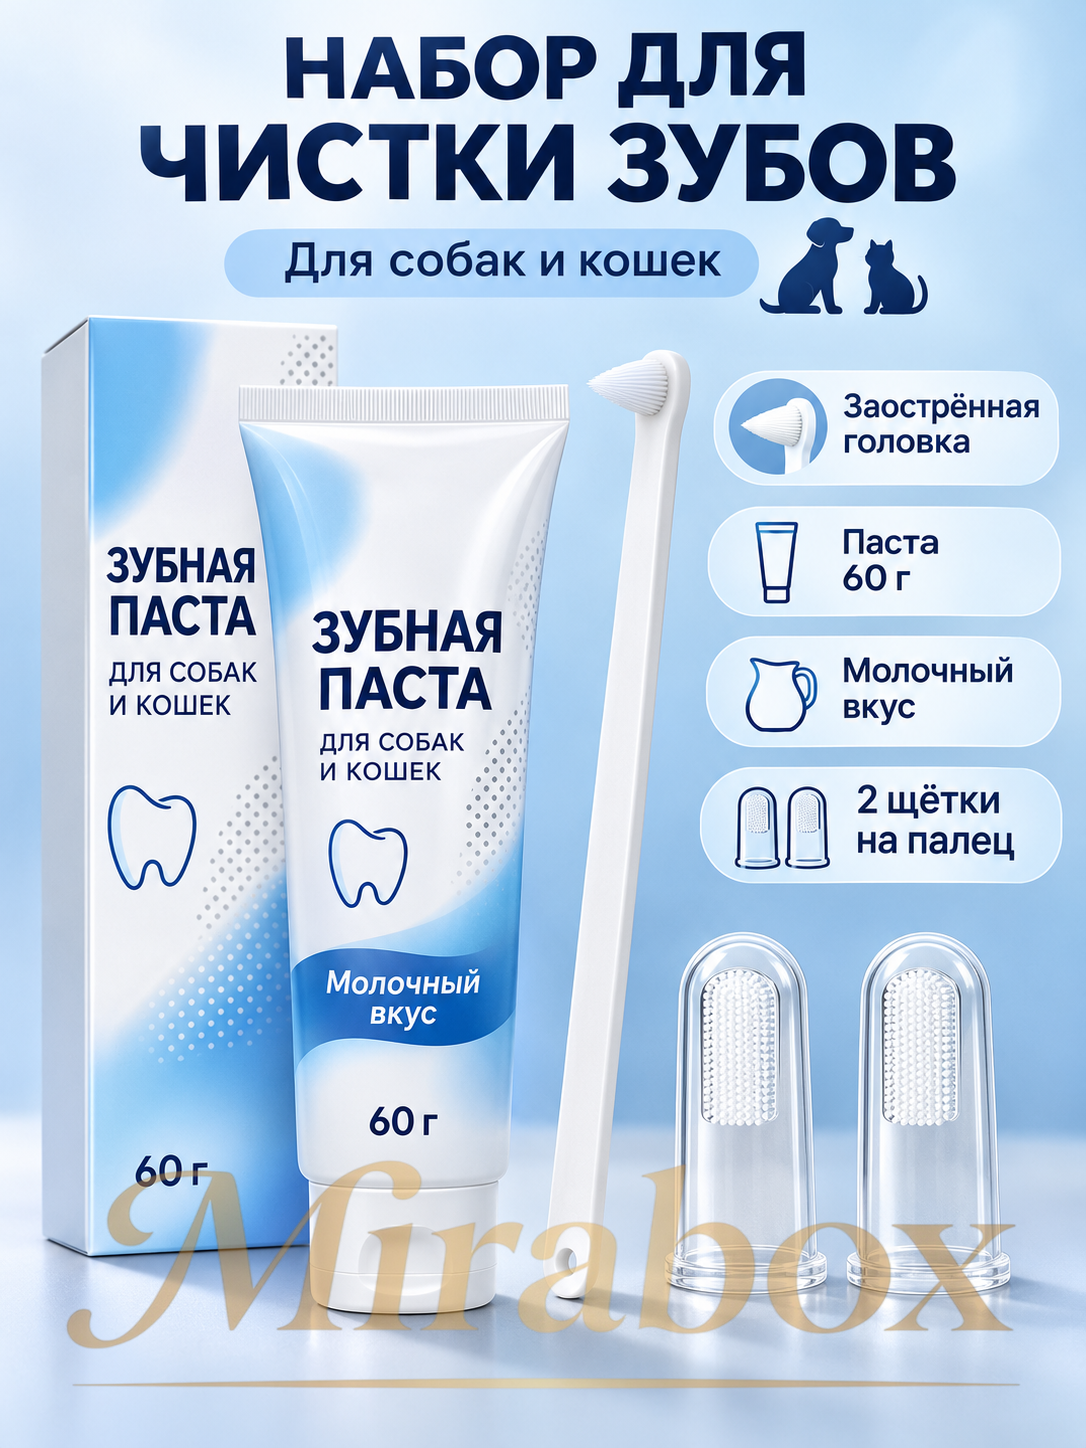 НАБОР ДЛЯ
ЧИСТКИ ЗУБОВ
Для собак и кошек
Заострённая
головка
Паста
60 г
Молочный
вкус
2 щётки
на палец
ЗУБНАЯ
ПАСТА
ДЛЯ СОБАК
И КОШЕК
60 г
ЗУБНАЯ
ПАСТА
ДЛЯ СОБАК
И КОШЕК
Молочный
вкус
60 г
Mirabox